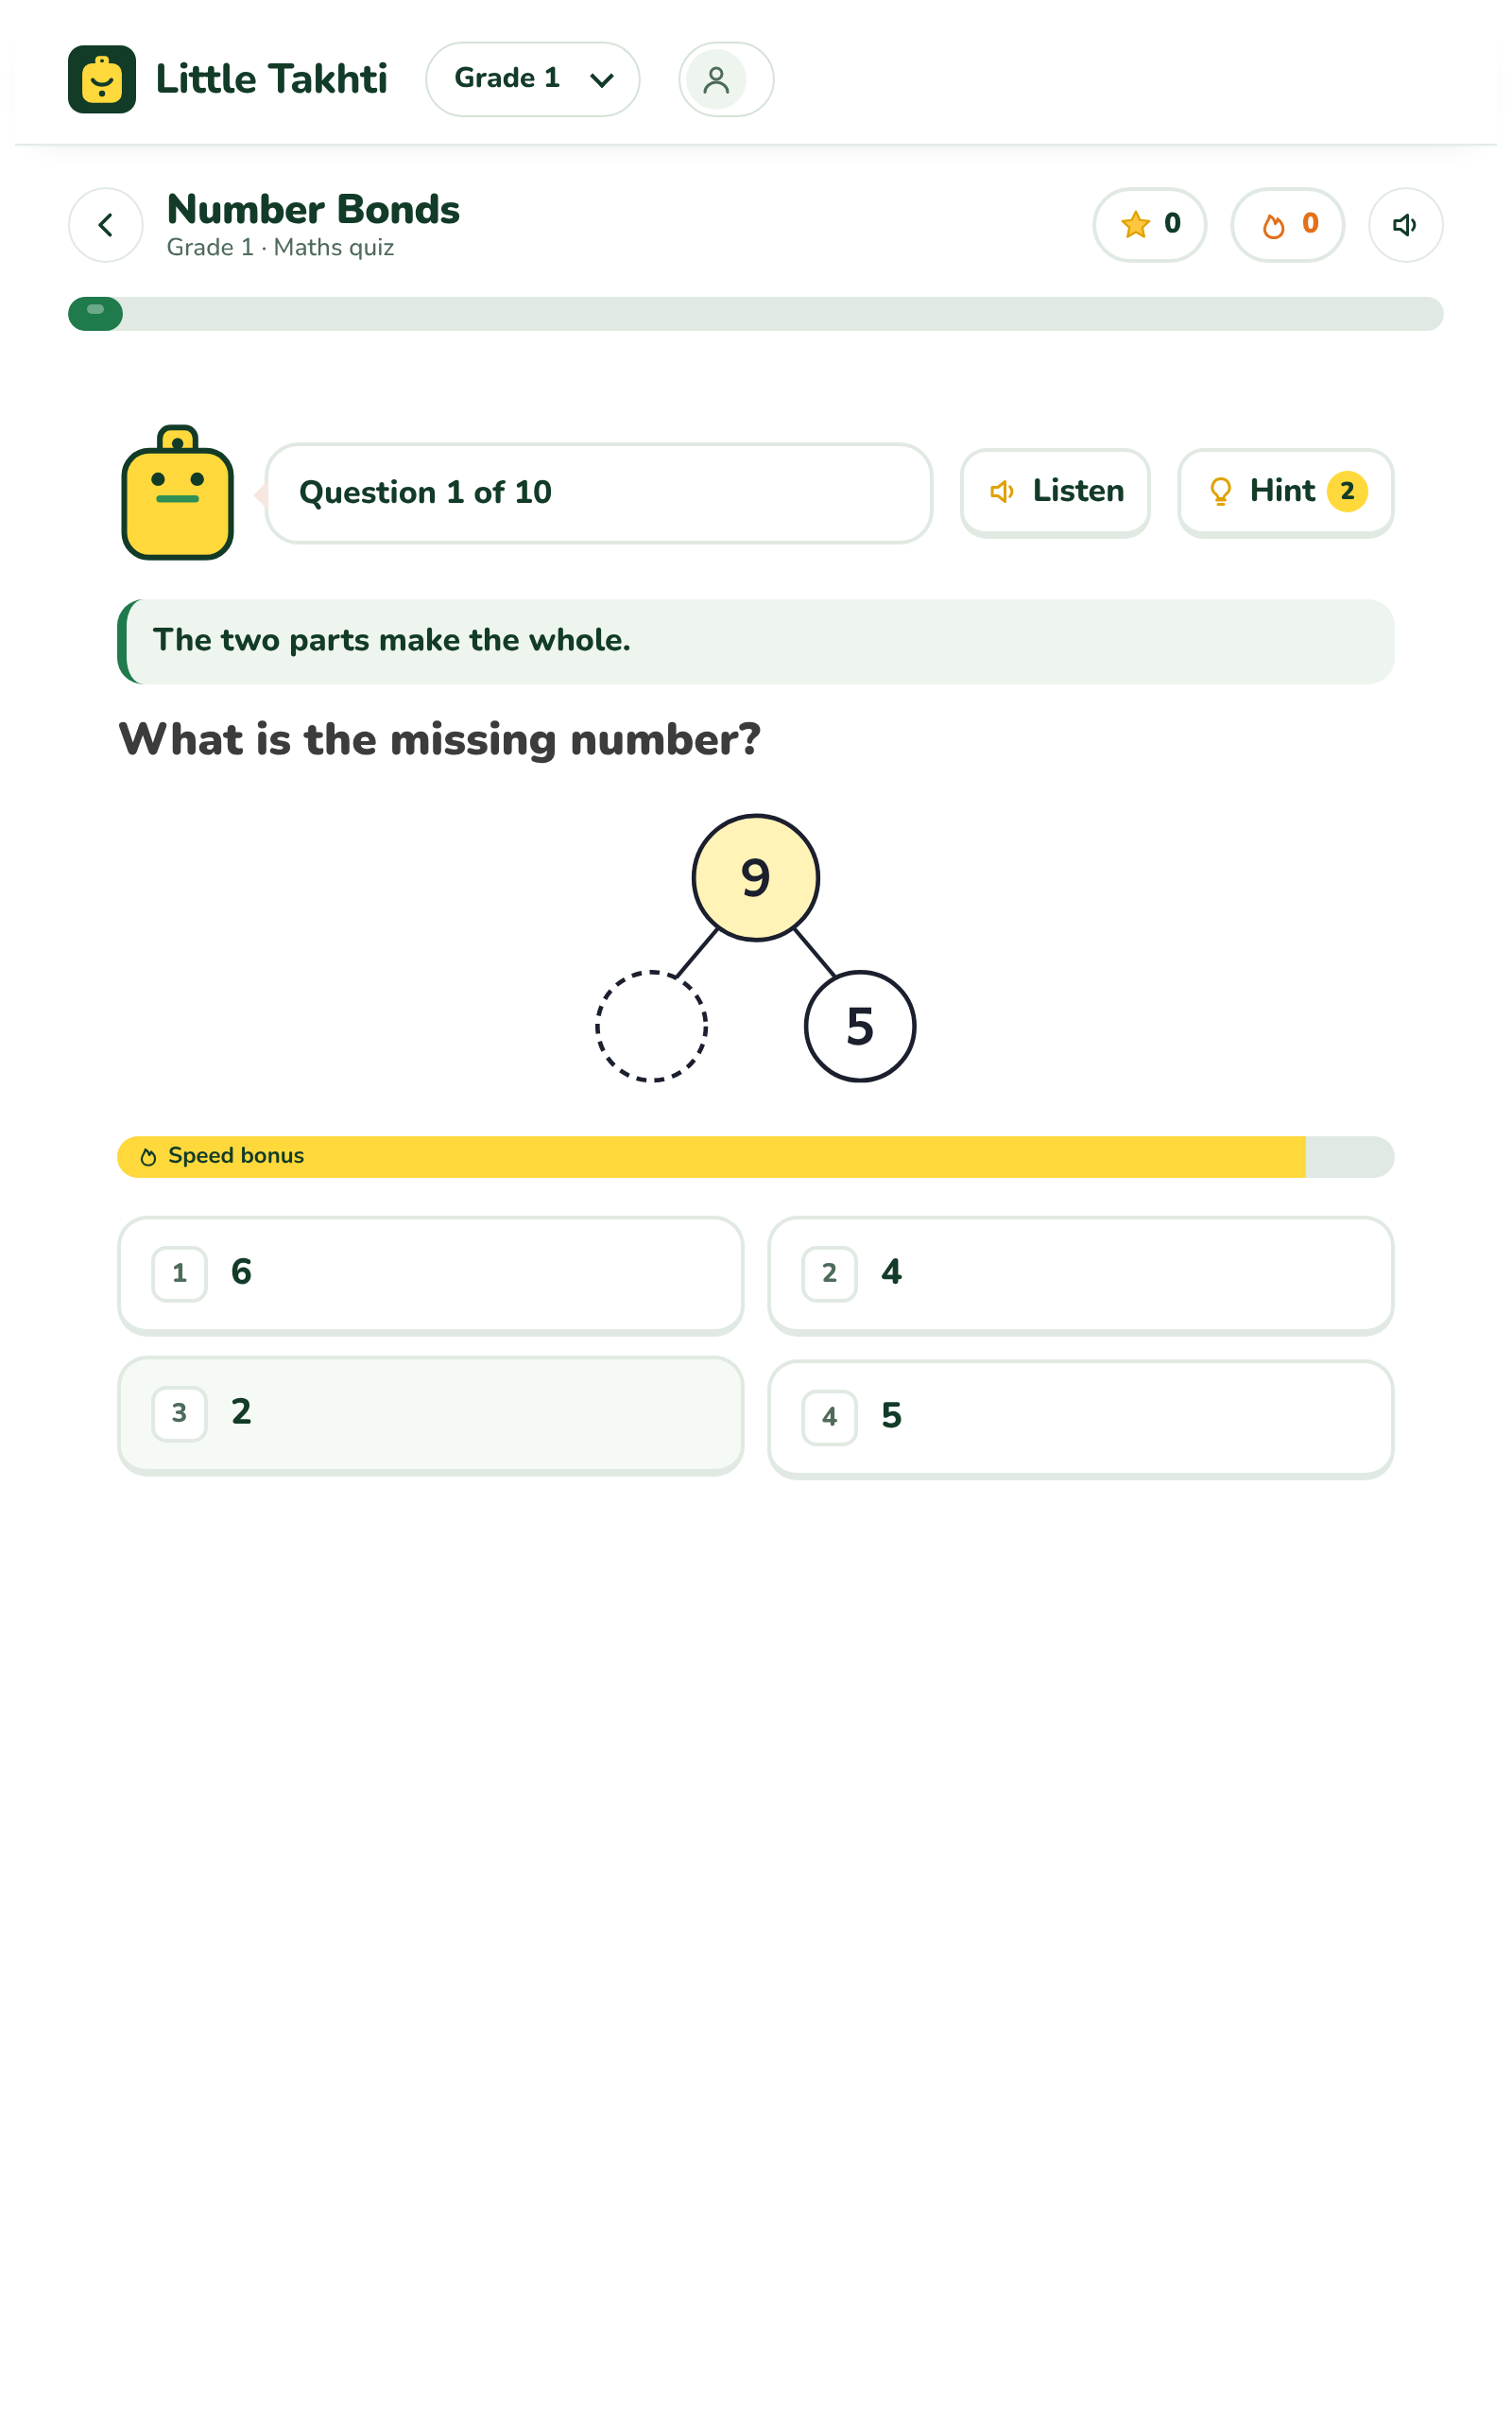 Little Takhti
Grade 1
Number Bonds
Grade 1 · Maths quiz
0
0
Question 1 of 10
Listen
Hint 2
The two parts make the whole.
What is the missing number?
9
5
Speed bonus
1 6
2 4
3 2
4 5